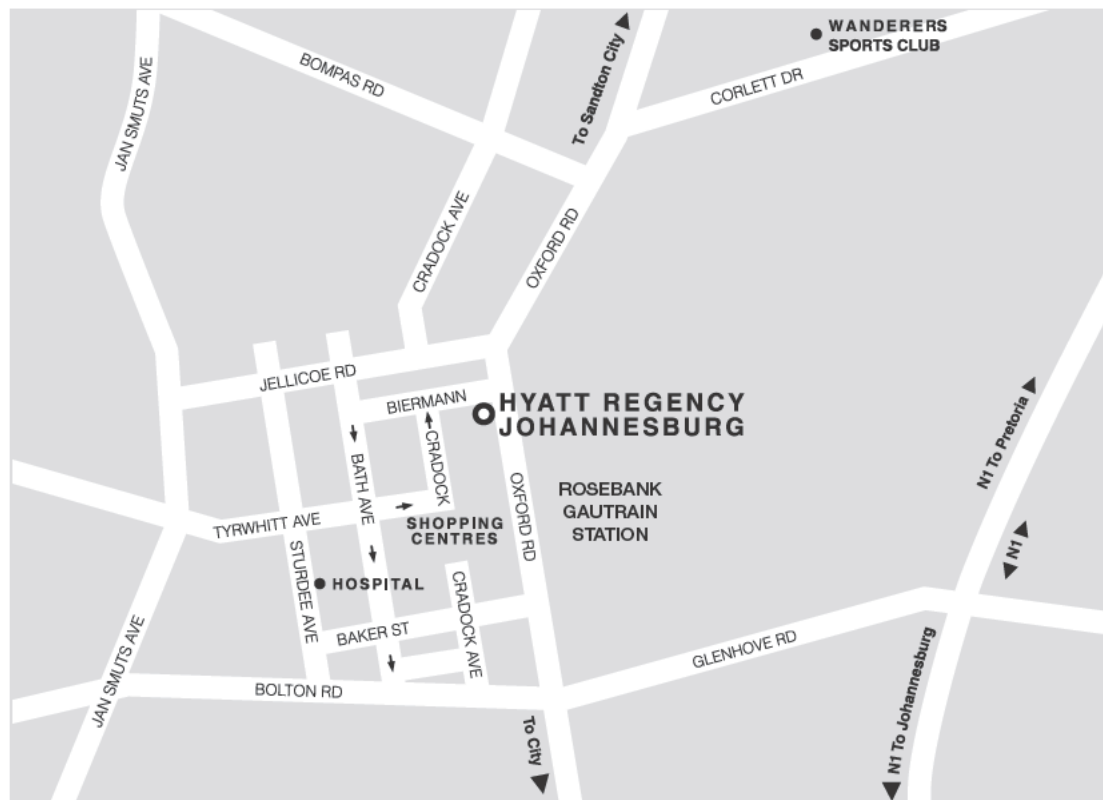 WANDERERS
SPORTS CLUB
BOMPAS RD
To Sandton City
CORLETT DR
JAN SMUTS AVE
CRADOCK AVE
OXFORD RD
JELLICOE RD
BIERMANN
HYATT REGENCY
JOHANNESBURG
CRADOCK
BATH AVE
N1 To Pretoria
ROSEBANK
GAUTRAIN
STATION
OXFORD RD
TYRWHITT AVE
SHOPPING
CENTRES
N1
STURDEE AVE
HOSPITAL
CRADOCK AVE
BAKER ST
GLENHOVE RD
JAN SMUTS AVE
BOLTON RD
To City
N1 To Johannesburg